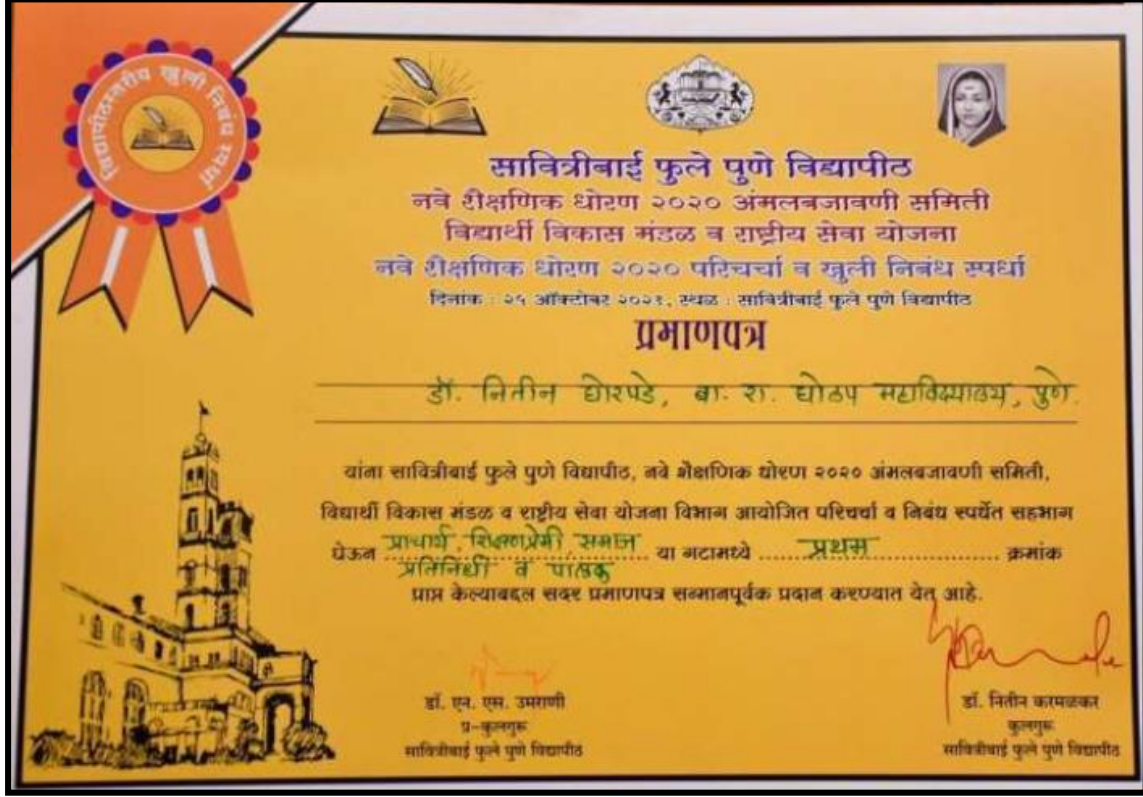 विद्यापीठस्तरीय खुली निबंध स्पर्धा
सावित्रीबाई फुले पुणे विद्यापीठ
नवे शैक्षणिक धोरण २०२० अंमलबजावणी समिती
विद्यार्थी विकास मंडळ व राष्ट्रीय सेवा योजना
नवे शैक्षणिक धोरण २०२० परिचर्चा व खुली निबंध स्पर्धा
दिनांक : २५ ऑक्टोबर २०२१, स्थळ : सावित्रीबाई फुले पुणे विद्यापीठ
प्रमाणपत्र
डॉ. नितीन घोरपडे, बा. रा. घोलप महाविद्यालय, पुणे.
यांना सावित्रीबाई फुले पुणे विद्यापीठ, नवे शैक्षणिक धोरण २०२० अंमलबजावणी समिती,
विद्यार्थी विकास मंडळ व राष्ट्रीय सेवा योजना विभाग आयोजित परिचर्चा व निबंध स्पर्धेत सहभाग
घेऊन प्राचार्य, शिक्षणप्रेमी, समाज या गटामध्ये प्रथम क्रमांक
प्रतिनिधी व पालक
प्राप्त केल्याबद्दल सदर प्रमाणपत्र सन्मानपूर्वक प्रदान करण्यात येत आहे.
डॉ. एन. एस. उमराणी
प्र-कुलगुरू
सावित्रीबाई फुले पुणे विद्यापीठ
डॉ. नितीन करमळकर
कुलगुरू
सावित्रीबाई फुले पुणे विद्यापीठ